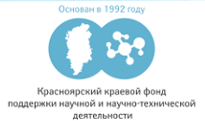 Основан в 1992 году
Красноярский краевой фонд
поддержки научной и научно-технической
деятельности